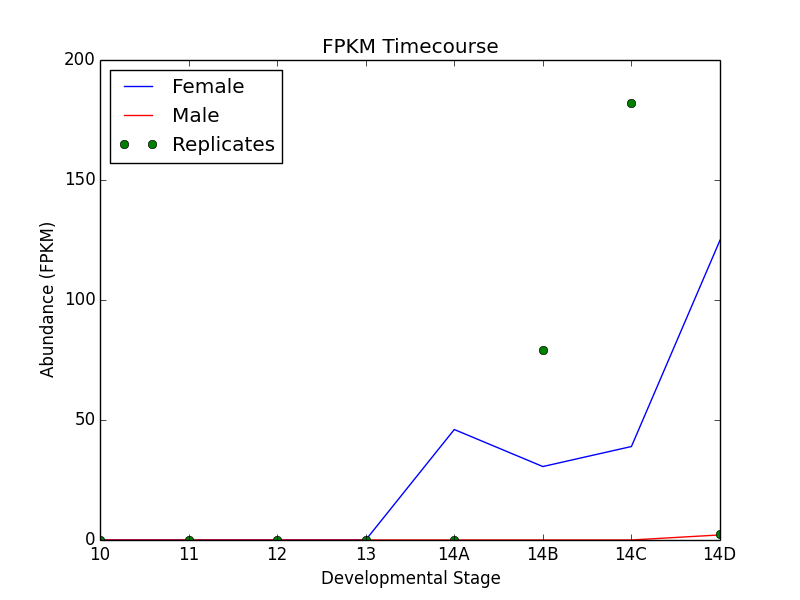 FPKM Timecourse
200
150
100
50
0
Abundance (FPKM)
Female
Male
Replicates
10 11 12 13 14A 14B 14C 14D
Developmental Stage